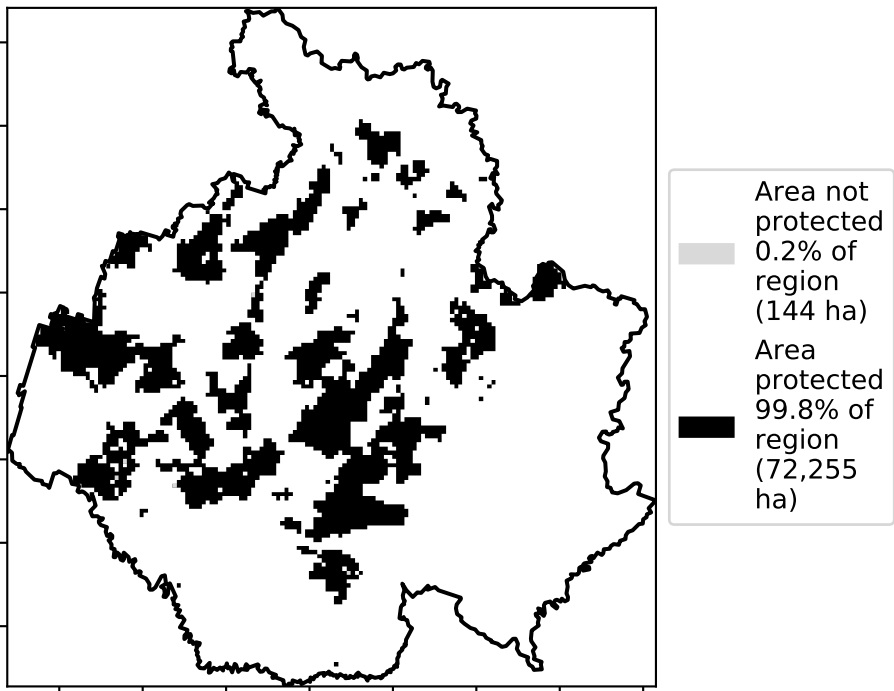 Area not
protected
0.2% of
region
(144 ha)
Area
protected
99.8% of
region
(72,255
ha)